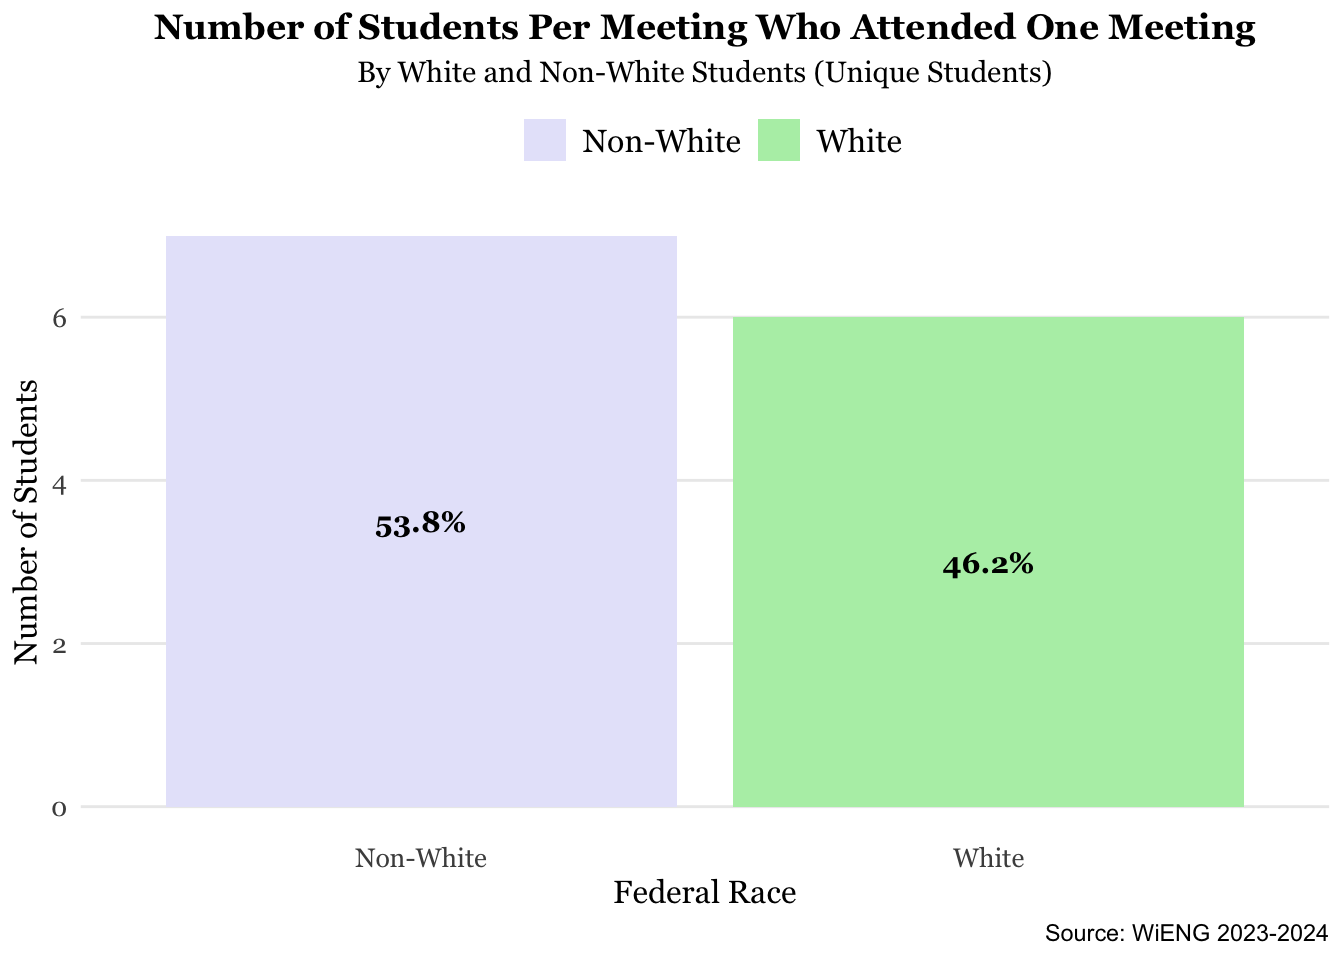 Number of Students Per Meeting Who Attended One Meeting
By White and Non-White Students (Unique Students)
Non-White White
6
4
2
0
Number of Students
53.8%
46.2%
Non-White White
Federal Race
Source: WiENG 2023-2024